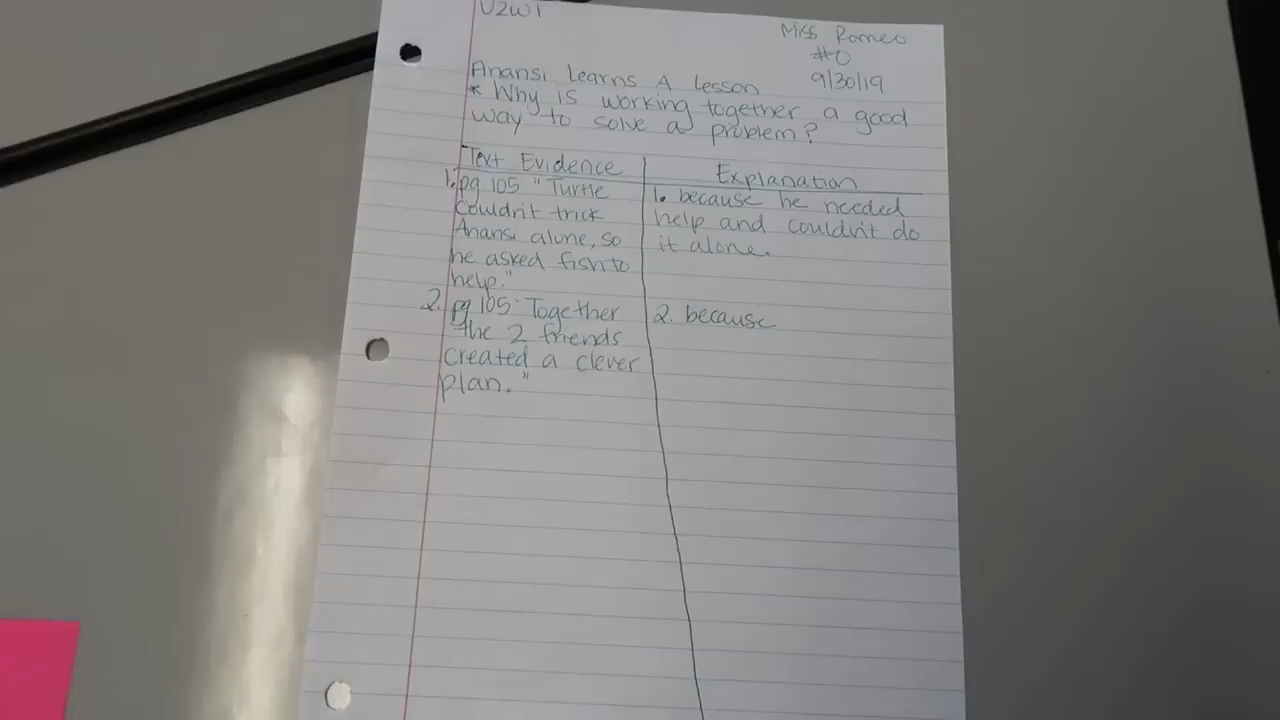 U2W1
Miss Romeo
#0
9/30/19
Anansi Learns A Lesson
* Why is working together a good
way to solve a problem?
Text Evidence
1. pg 105 "Turtle
couldn't trick
Anansi alone, so
he asked fish to
help."
2. pg 105 "Together
the 2 friends
created a clever
plan."
Explanation
1. because he needed
help and couldn't do
it alone.
2. because